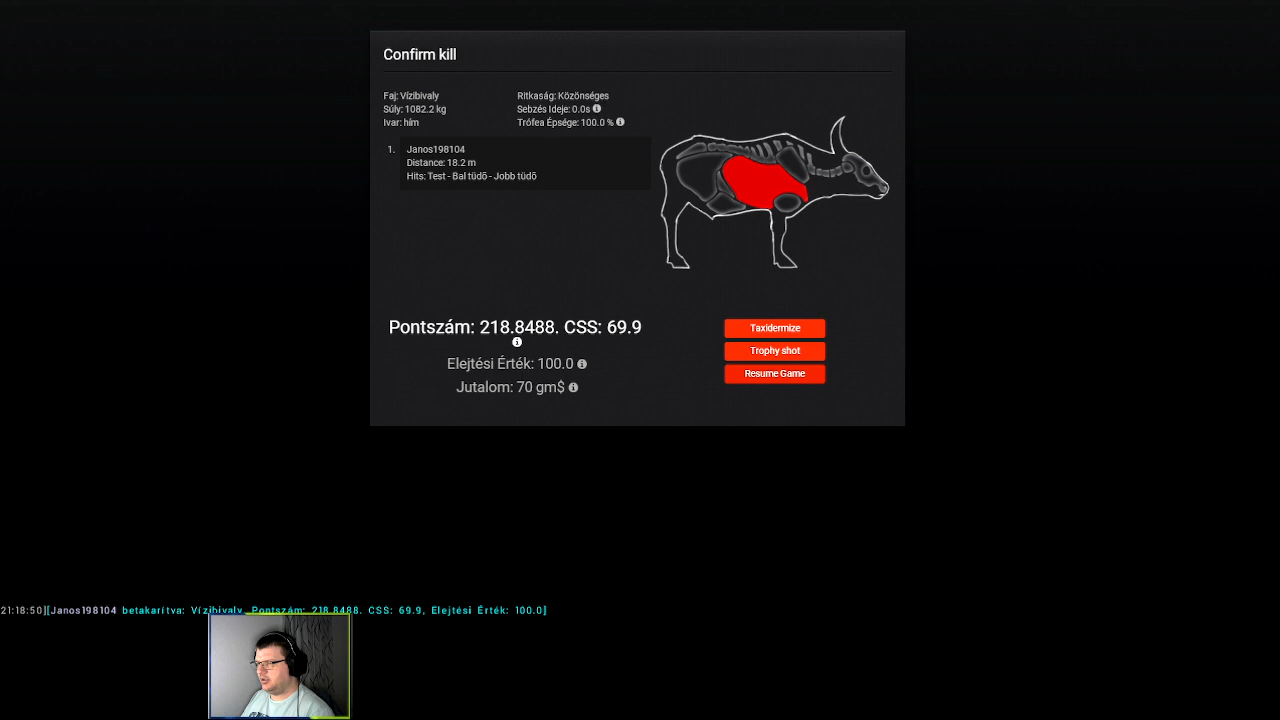 Confirm kill
Faj: Vízibivaly
Súly: 1082.2 kg
Ivar: hím
Ritkaság: Közönséges
Sebzés Ideje: 0.0s
Trófea Épsége: 100.0 %
1. Janos198104
Distance: 18.2 m
Hits: Test - Bal tüdő - Jobb tüdő
Pontszám: 218.8488. CSS: 69.9
Elejtési Érték: 100.0
Jutalom: 70 gm$
Taxidermize
Trophy shot
Resume Game
21:18:50][Janos198104 betakarítva: Vízibivaly, Pontszám: 218.8488. CSS: 69.9, Elejtési Érték: 100.0]